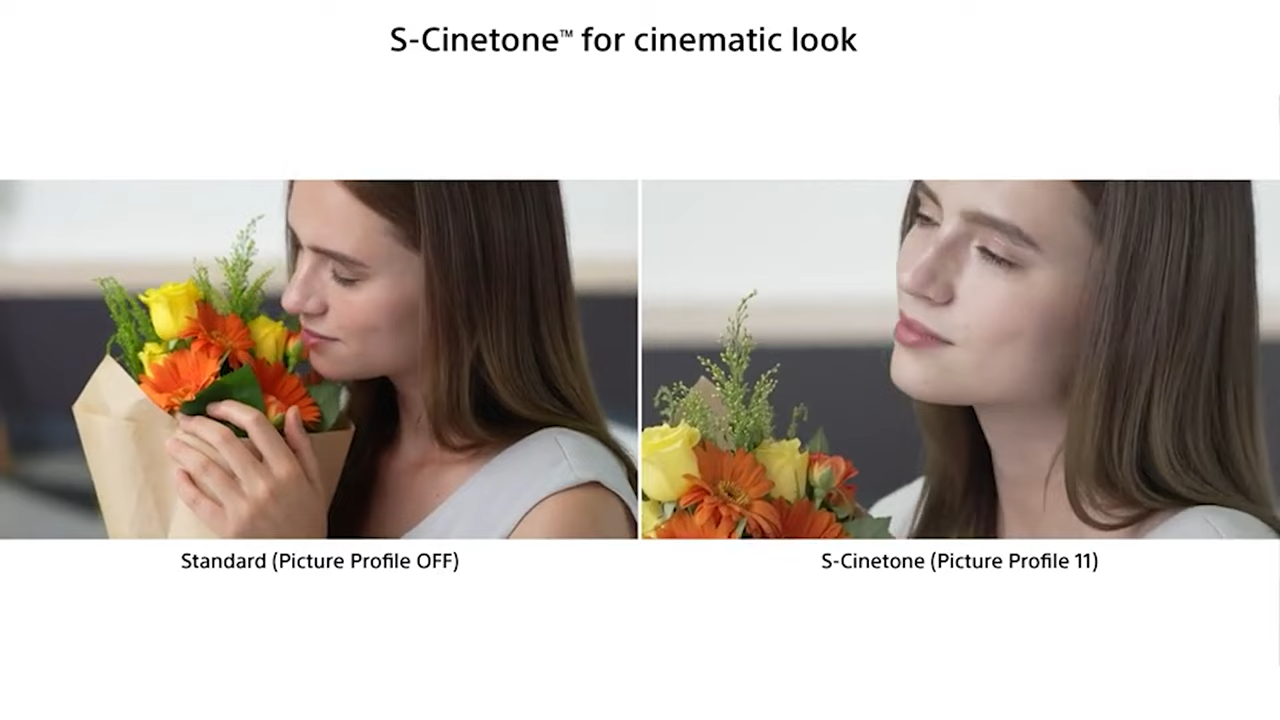 S-Cinetone™ for cinematic look
Standard (Picture Profile OFF)
S-Cinetone (Picture Profile 11)